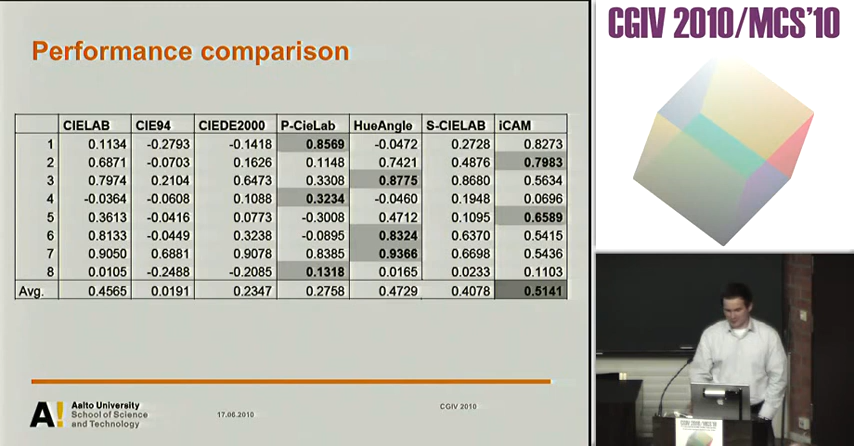 CGIV 2010/MCS'10
Performance comparison
CIELAB CIE94 CIEDE2000 P-CieLab HueAngle S-CIELAB iCAM
1 0.1134 -0.2793 -0.1418 0.8569 -0.0472 0.2728 0.8273
2 0.6871 -0.0703 0.1626 0.1148 0.7421 0.4876 0.7983
3 0.7974 0.2104 0.6473 0.3308 0.8775 0.8680 0.5634
4 -0.0364 -0.0608 0.1088 0.3234 -0.0460 0.1948 0.0696
5 0.3613 -0.0416 0.0773 -0.3008 0.4712 0.1095 0.6589
6 0.8133 -0.0449 0.3238 -0.0895 0.8324 0.6370 0.5415
7 0.9050 0.6881 0.9078 0.8385 0.9366 0.6698 0.5436
8 0.0105 -0.2488 -0.2085 0.1318 0.0165 0.0233 0.1103
Avg. 0.4565 0.0191 0.2347 0.2758 0.4729 0.4078 0.5141
A! Aalto University
School of Science
and Technology
17.06.2010
CGIV 2010
CGIV 2010/MCS'10